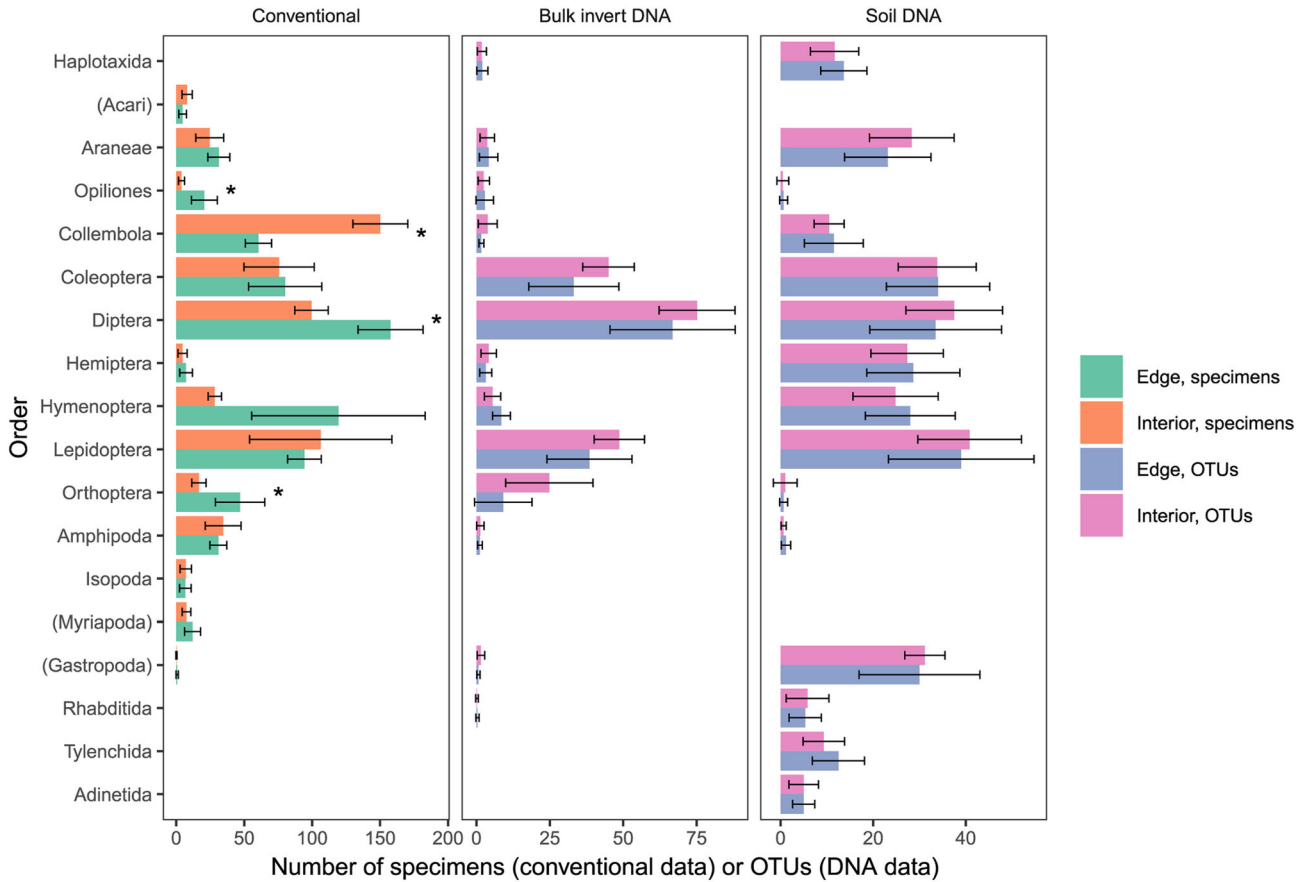 Conventional
Bulk invert DNA
Soil DNA
Order
Haplotaxida
(Acari)
Araneae
Opiliones
*
Collembola
*
Coleoptera
Diptera
*
Hemiptera
Hymenoptera
Lepidoptera
Orthoptera
*
Amphipoda
Isopoda
(Myriapoda)
(Gastropoda)
Rhabditida
Tylenchida
Adinetida
0 50 100 150 200
0 25 50 75
0 20 40
Number of specimens (conventional data) or OTUs (DNA data)
Edge, specimens
Interior, specimens
Edge, OTUs
Interior, OTUs